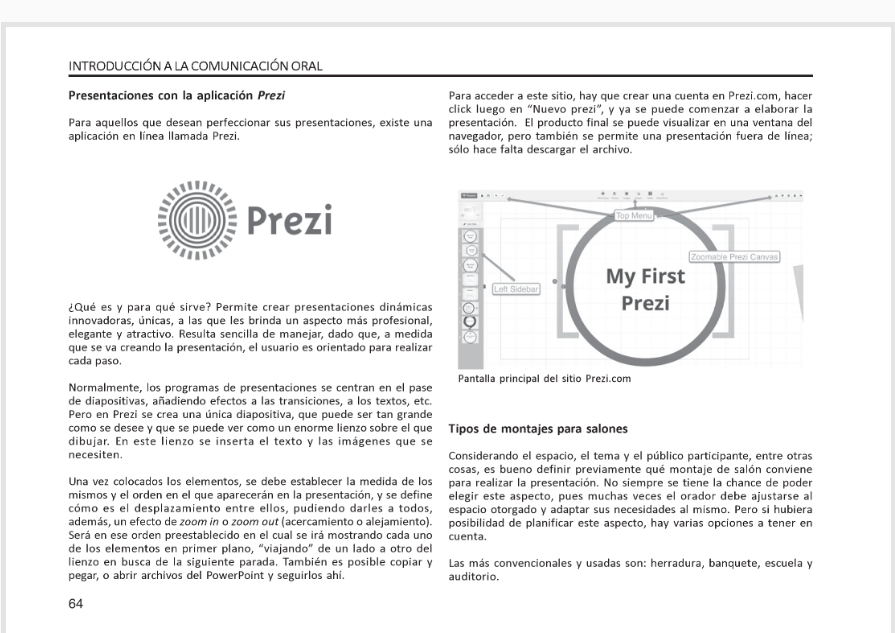 INTRODUCCIÓN A LA COMUNICACIÓN ORAL
Presentaciones con la aplicación Prezi
Para aquellos que desean perfeccionar sus presentaciones, existe una
aplicación en línea llamada Prezi.
Prezi
¿Qué es y para qué sirve? Permite crear presentaciones dinámicas
innovadoras, únicas, a las que les brinda un aspecto más profesional,
elegante y atractivo. Resulta sencilla de manejar, dado que, a medida
que se va creando la presentación, el usuario es orientado para realizar
cada paso.
Normalmente, los programas de presentaciones se centran en el pase
de diapositivas, añadiendo efectos a las transiciones, a los textos, etc.
Pero en Prezi se crea una única diapositiva, que puede ser tan grande
como se desee y que se puede ver como un enorme lienzo sobre el que
dibujar. En este lienzo se inserta el texto y las imágenes que se
necesiten.
Una vez colocados los elementos, se debe establecer la medida de los
mismos y el orden en el que aparecerán en la presentación, y se define
cómo es el desplazamiento entre ellos, pudiendo darles a todos,
además, un efecto de zoom in o zoom out (acercamiento o alejamiento).
Será en ese orden preestablecido en el cual se irá mostrando cada uno
de los elementos en primer plano, “viajando” de un lado a otro del
lienzo en busca de la siguiente parada. También es posible copiar y
pegar, o abrir archivos del PowerPoint y seguirlos ahí.
64
Para acceder a este sitio, hay que crear una cuenta en Prezi.com, hacer
click luego en “Nuevo prezi”, y ya se puede comenzar a elaborar la
presentación. El producto final se puede visualizar en una ventana del
navegador, pero también se permite una presentación fuera de línea;
sólo hace falta descargar el archivo.
Top Menu
Zoomable Prezi Canvas
Left Sidebar
My First
Prezi
Pantalla principal del sitio Prezi.com
Tipos de montajes para salones
Considerando el espacio, el tema y el público participante, entre otras
cosas, es bueno definir previamente qué montaje de salón conviene
para realizar la presentación. No siempre se tiene la chance de poder
elegir este aspecto, pues muchas veces el orador debe ajustarse al
espacio otorgado y adaptar sus necesidades al mismo. Pero si hubiera
posibilidad de planificar este aspecto, hay varias opciones a tener en
cuenta.
Las más convencionales y usadas son: herradura, banquete, escuela y
auditorio.